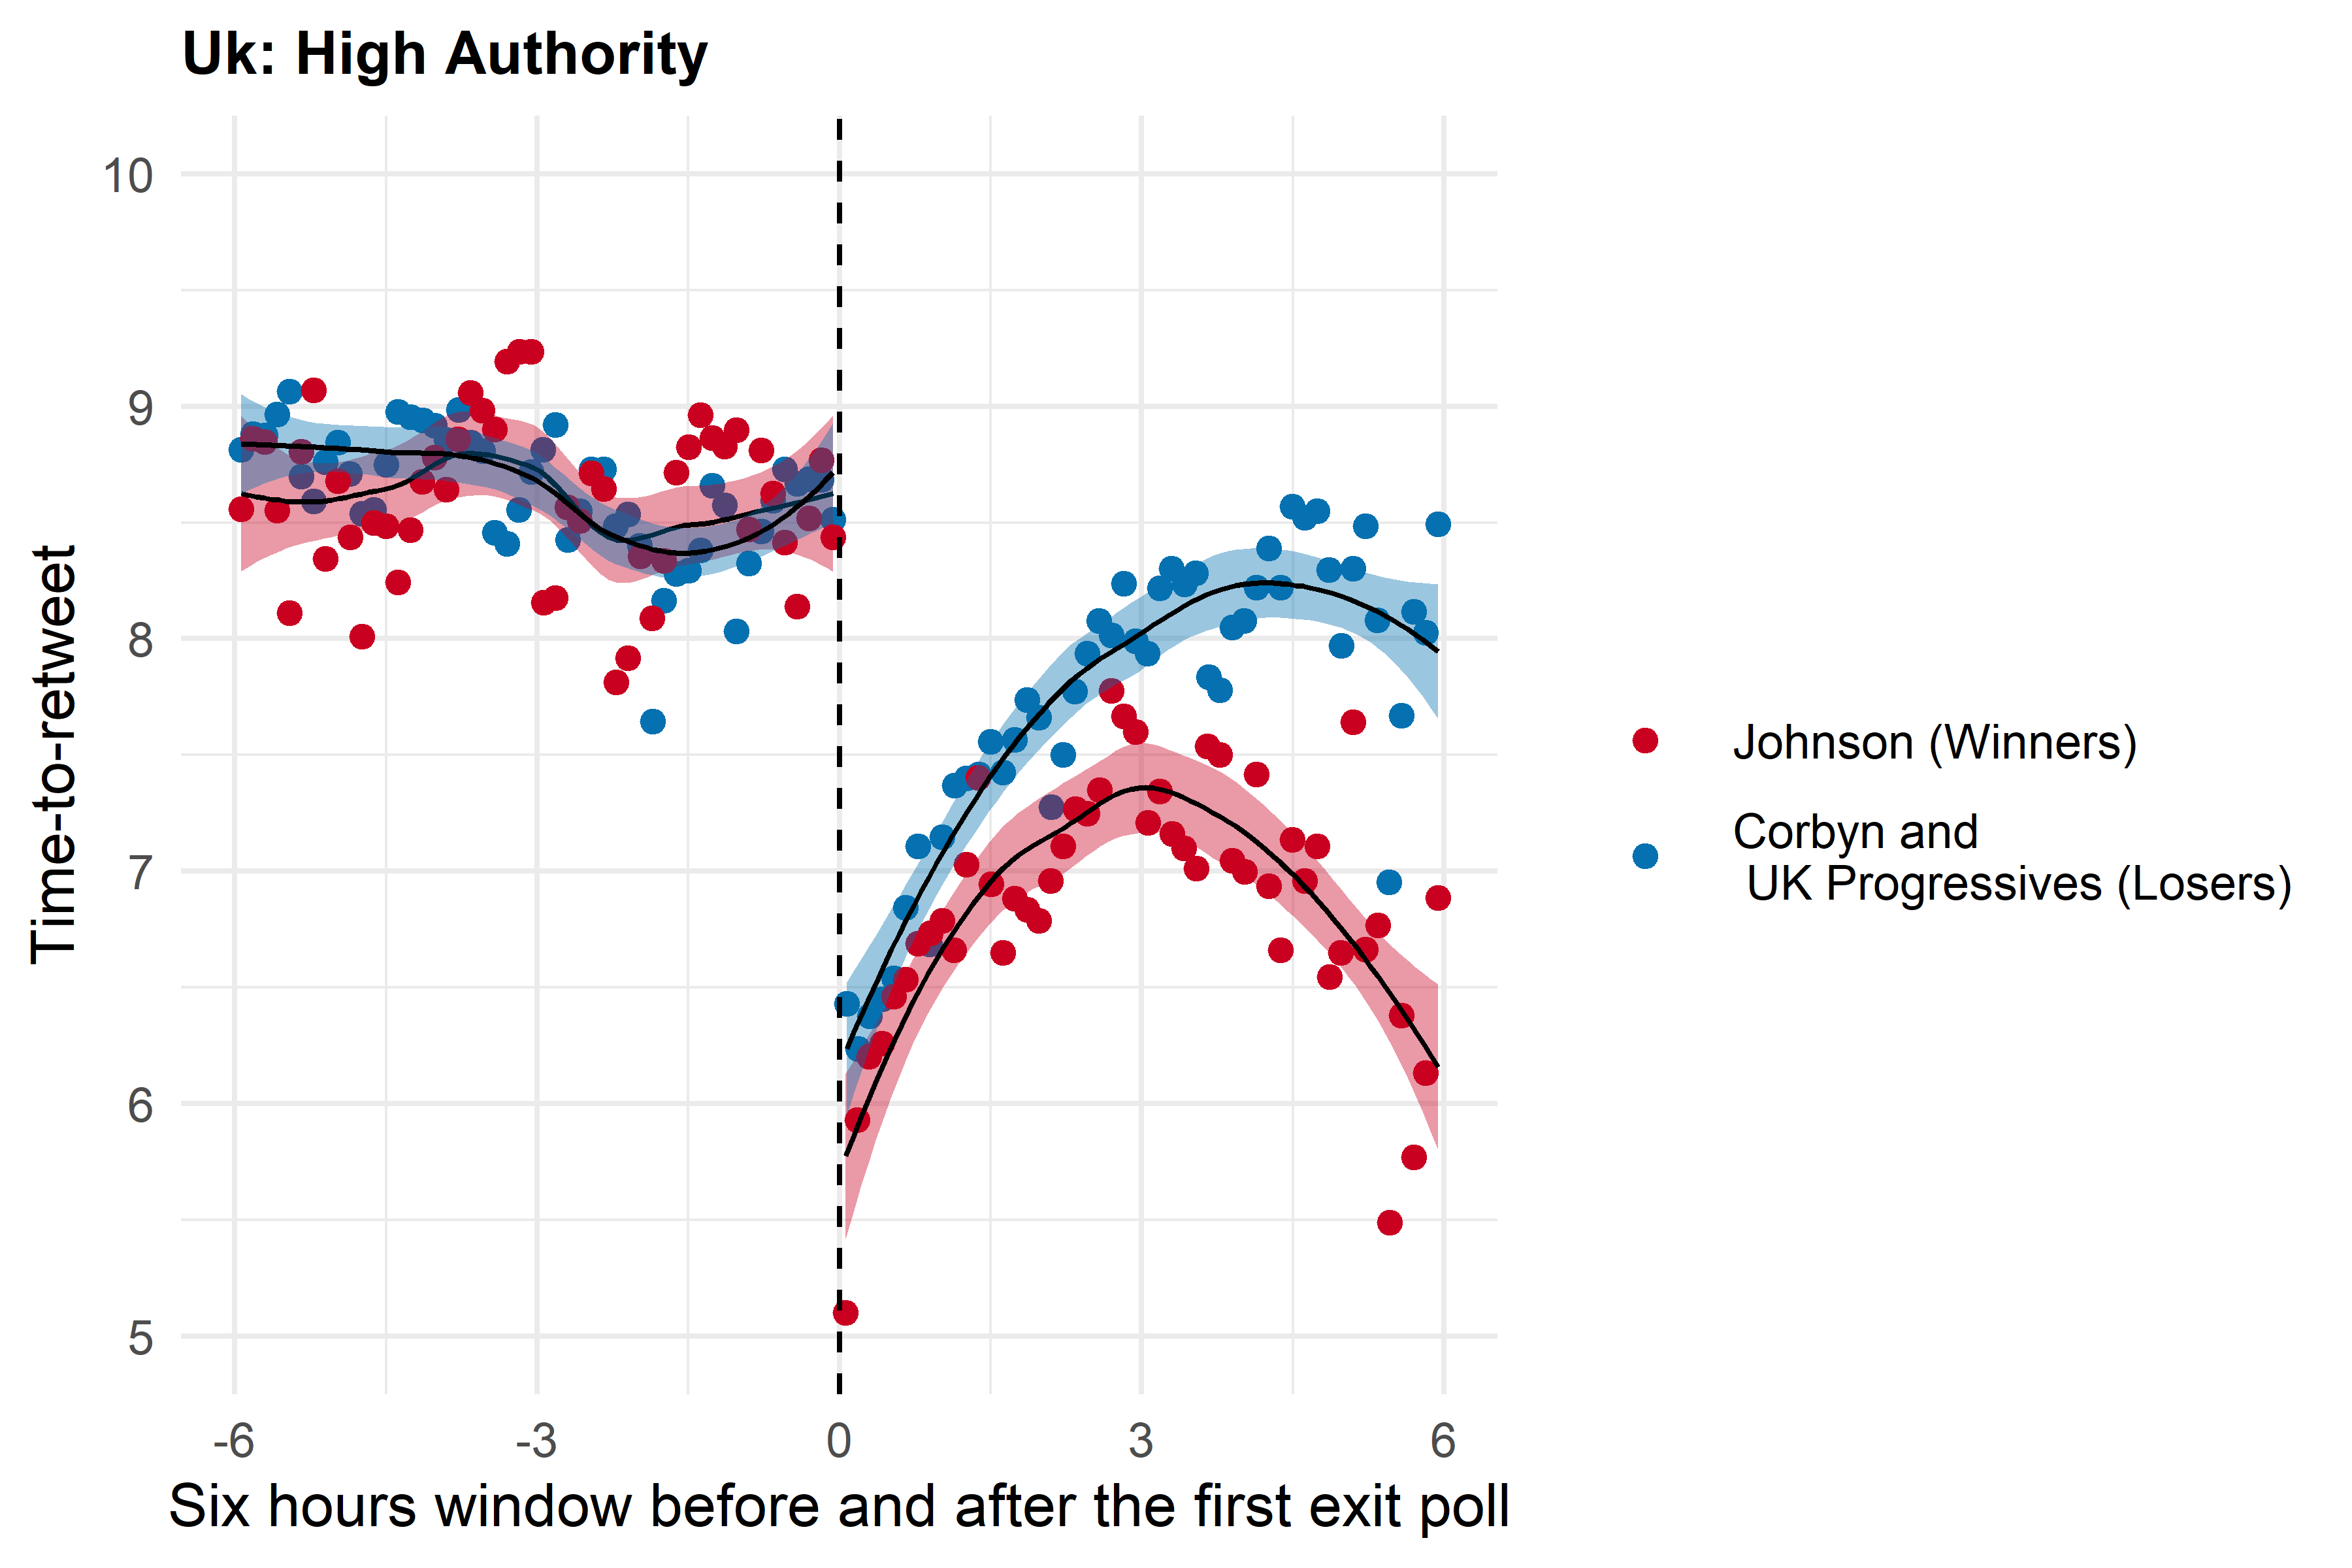 Uk: High Authority
10
9
8
7
6
5
Time-to-retweet
-6
-3
0
3
6
Six hours window before and after the first exit poll
Johnson (Winners)
Corbyn and
UK Progressives (Losers)